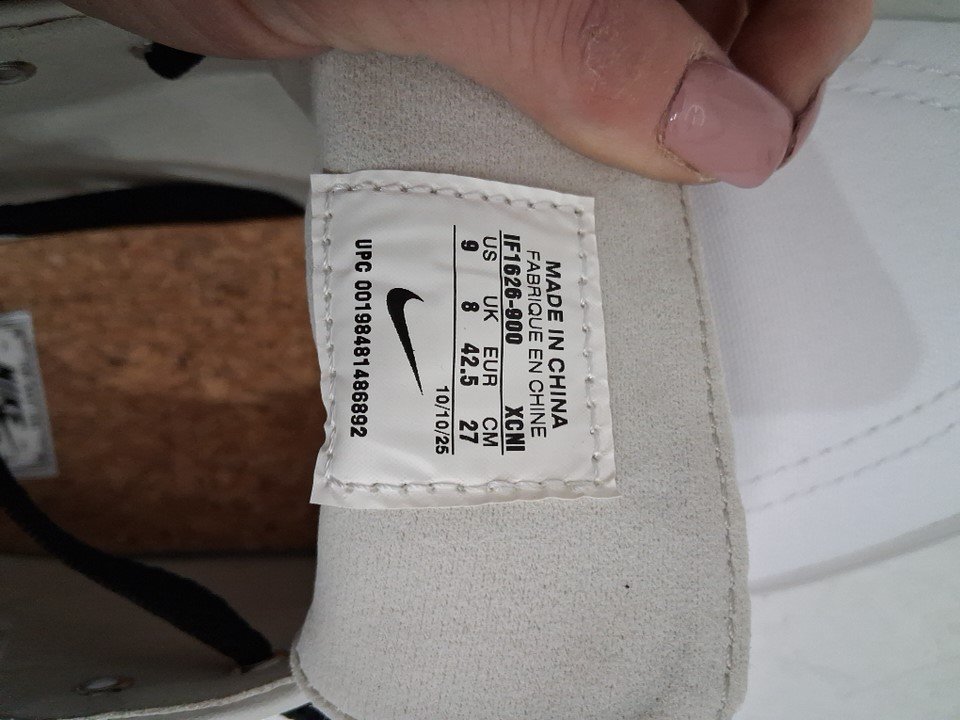 MADE IN CHINA
FABRIQUE EN CHINE
IF1626-900 XCNI
US UK EUR CM
9 8 42.5 27
10/10/25
UPC 00198481486892